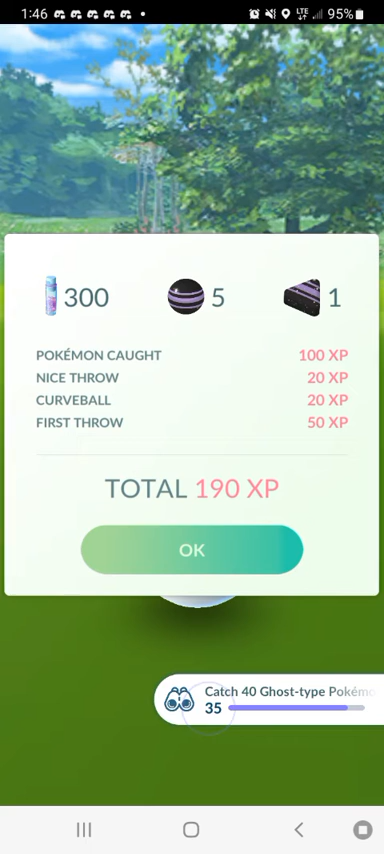 1:46
LTE
95%
300
5
1
POKÉMON CAUGHT 100 XP
NICE THROW 20 XP
CURVEBALL 20 XP
FIRST THROW 50 XP
TOTAL 190 XP
OK
Catch 40 Ghost-type Pokémo
35